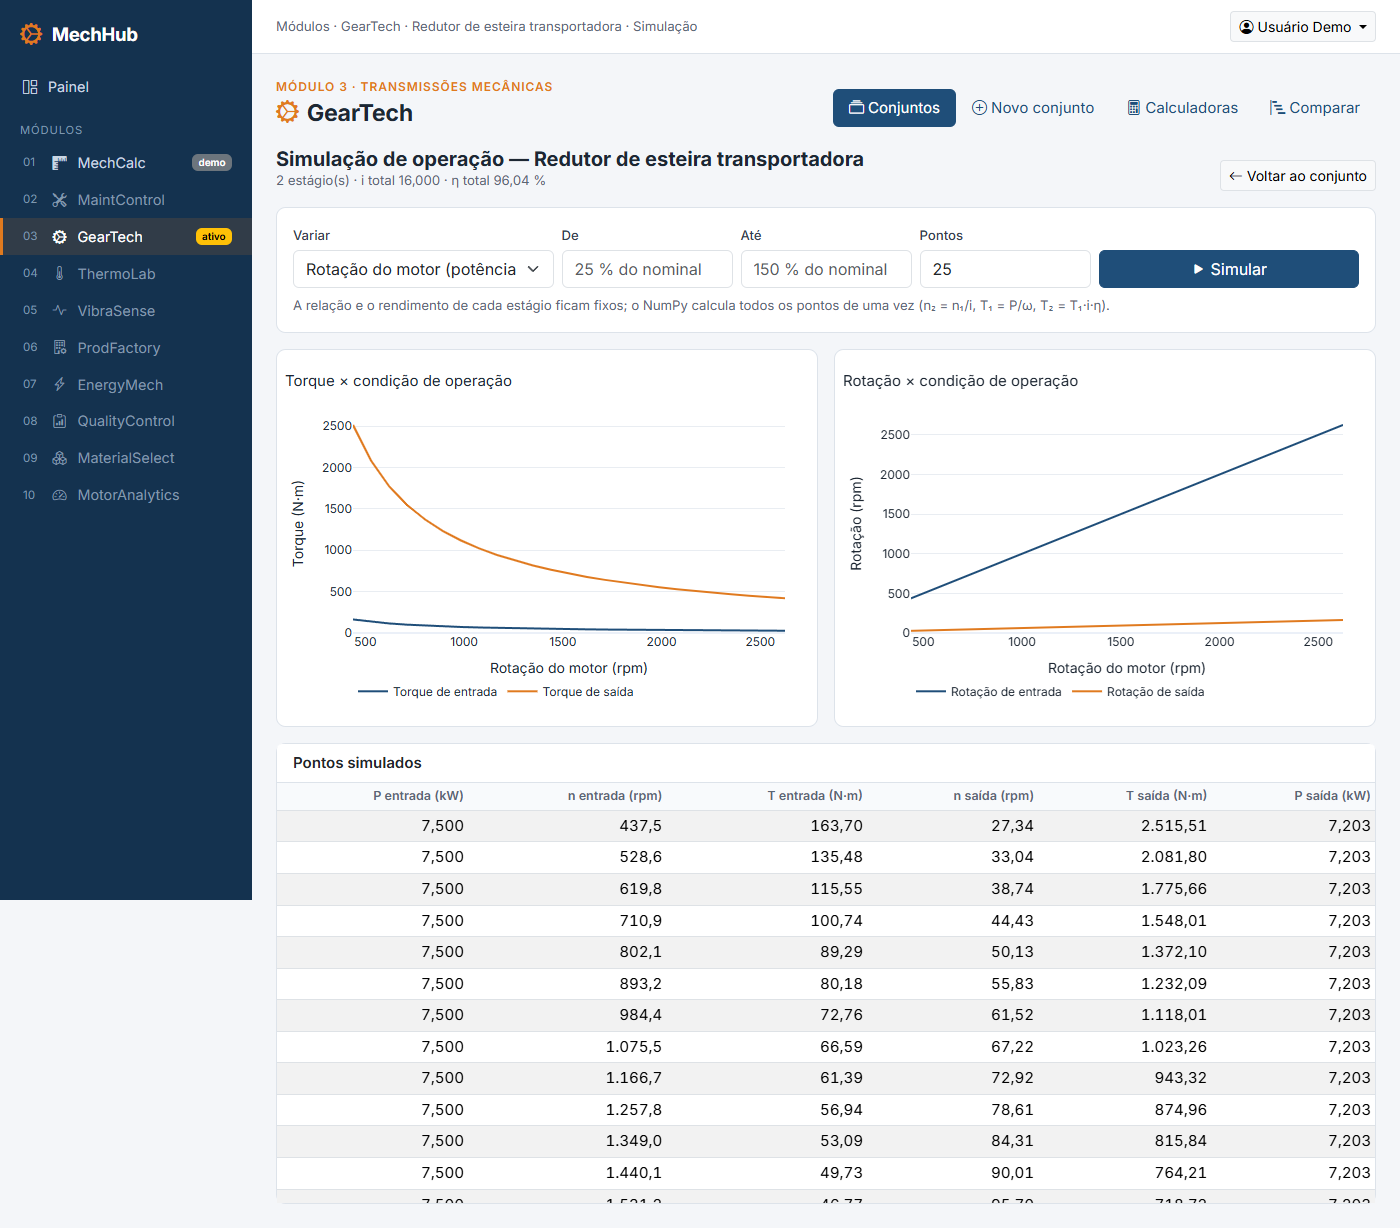 MechHub
Painel
MÓDULOS
01 MechCalc demo
02 MaintControl
03 GearTech ativo
04 ThermoLab
05 VibraSense
06 ProdFactory
07 EnergyMech
08 QualityControl
09 MaterialSelect
10 MotorAnalytics
Módulos · GearTech · Redutor de esteira transportadora · Simulação
Usuário Demo
MÓDULO 3 · TRANSMISSÕES MECÂNICAS
GearTech
Conjuntos
Novo conjunto
Calculadoras
Comparar
Simulação de operação — Redutor de esteira transportadora
2 estágio(s) · i total 16,000 · η total 96,04 %
← Voltar ao conjunto
Variar De Até Pontos
Rotação do motor (potência 25 % do nominal 150 % do nominal 25 Simular
A relação e o rendimento de cada estágio ficam fixos; o NumPy calcula todos os pontos de uma vez (n₂ = n₁/i, T₁ = P/ω, T₂ = T₁·i·η).
Torque × condição de operação
2500
2000
1500
1000
500
0
Torque (N·m)
500 1000 1500 2000 2500
Rotação do motor (rpm)
Torque de entrada Torque de saída
Rotação × condição de operação
2500
2000
1500
1000
500
0
Rotação (rpm)
500 1000 1500 2000 2500
Rotação do motor (rpm)
Rotação de entrada Rotação de saída
Pontos simulados
P entrada (kW) n entrada (rpm) T entrada (N·m) n saída (rpm) T saída (N·m) P saída (kW)
7,500 437,5 163,70 27,34 2.515,51 7,203
7,500 528,6 135,48 33,04 2.081,80 7,203
7,500 619,8 115,55 38,74 1.775,66 7,203
7,500 710,9 100,74 44,43 1.548,01 7,203
7,500 802,1 89,29 50,13 1.372,10 7,203
7,500 893,2 80,18 55,83 1.232,09 7,203
7,500 984,4 72,76 61,52 1.118,01 7,203
7,500 1.075,5 66,59 67,22 1.023,26 7,203
7,500 1.166,7 61,39 72,92 943,32 7,203
7,500 1.257,8 56,94 78,61 874,96 7,203
7,500 1.349,0 53,09 84,31 815,84 7,203
7,500 1.440,1 49,73 90,01 764,21 7,203